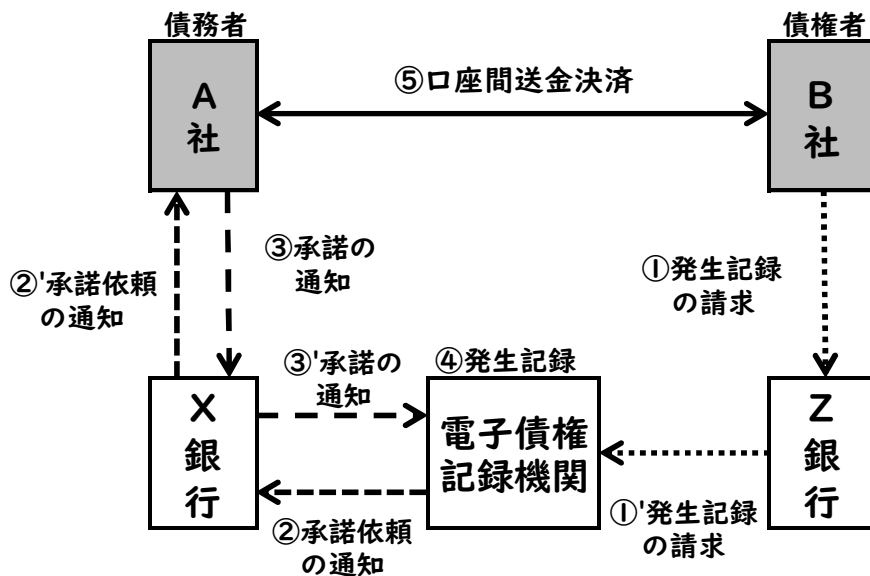 債務者
債権者
A
社
⑤口座間送金決済
B
社
③承諾の
通知
②'承諾依頼
の通知
①発生記録
の請求
③'承諾の
通知
④発生記録
X
銀
行
電子債権
記録機関
Z
銀
行
②承諾依頼
の通知
①'発生記録
の請求